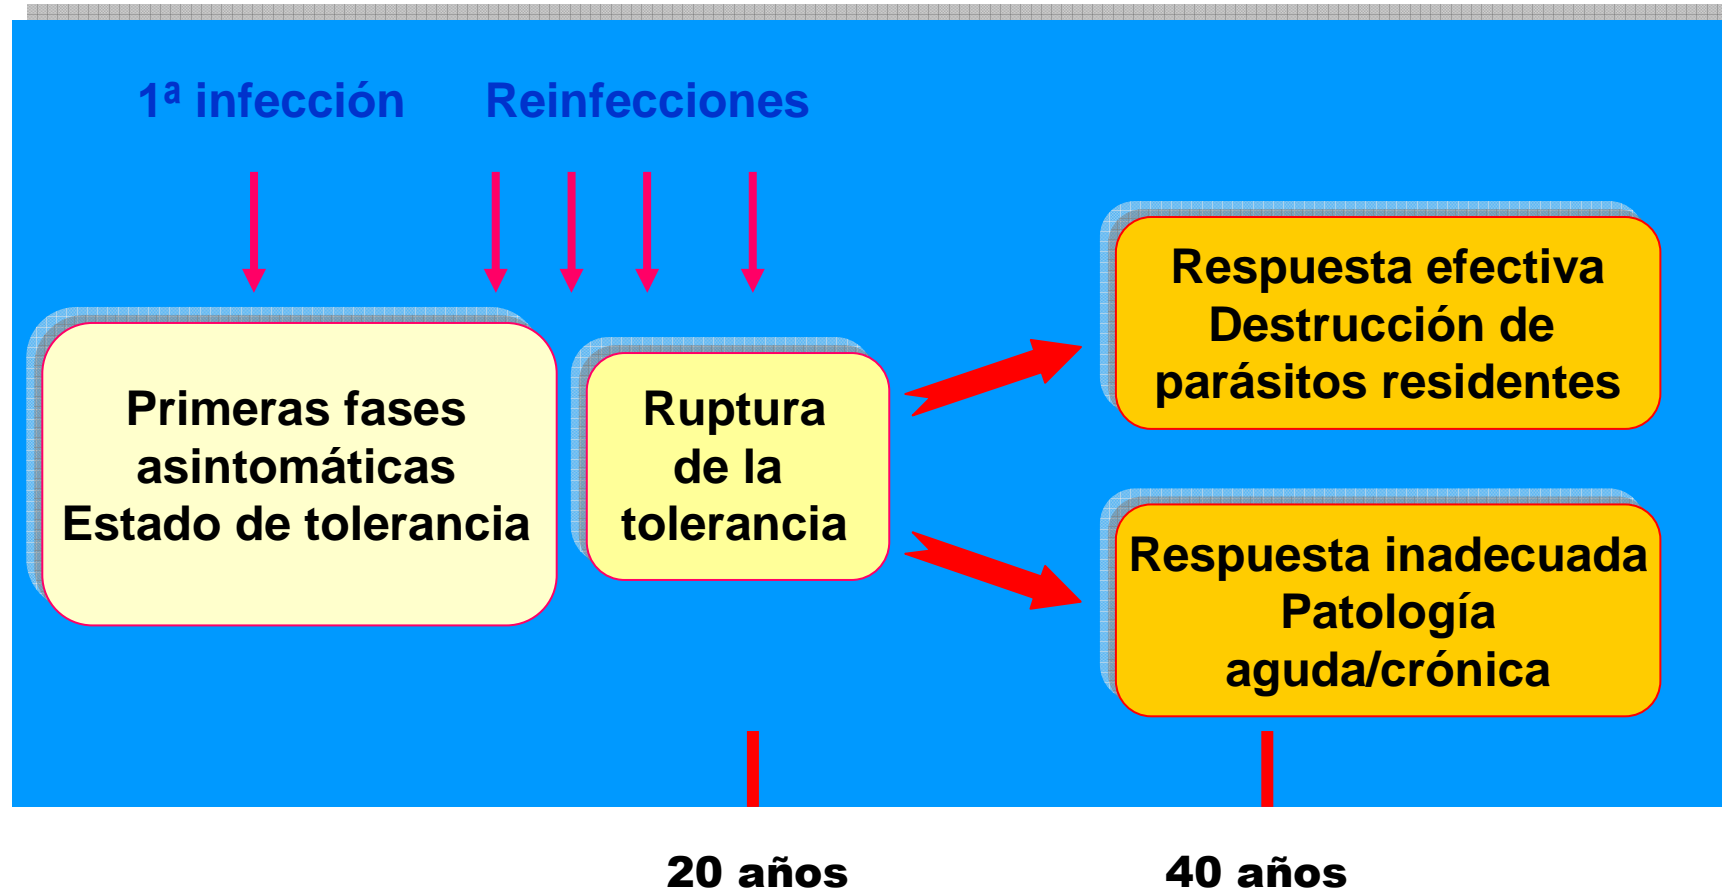 1ª infección
Reinfecciones
Primeras fases
asintomáticas
Estado de tolerancia
Ruptura
de la
tolerancia
Respuesta efectiva
Destrucción de
parásitos residentes
Respuesta inadecuada
Patología
aguda/crónica
20 años
40 años